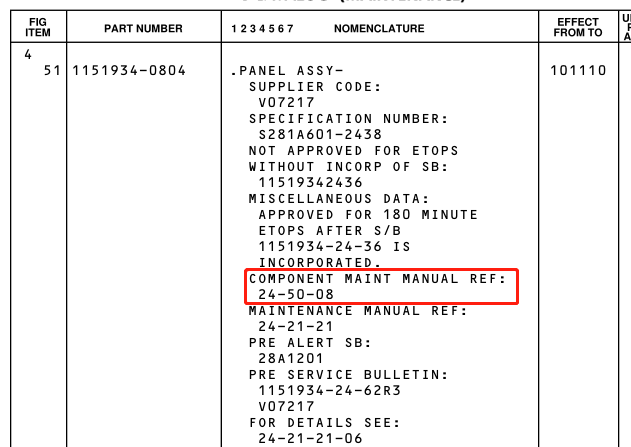 FIG ITEM PART NUMBER 1 2 3 4 5 6 7 NOMENCLATURE EFFECT FROM TO
4
51 1151934-0804 .PANEL ASSY- 101110
SUPPLIER CODE:
V07217
SPECIFICATION NUMBER:
S281A601-2438
NOT APPROVED FOR ETOPS
WITHOUT INCORP OF SB:
11519342436
MISCELLANEOUS DATA:
APPROVED FOR 180 MINUTE
ETOPS AFTER S/B
1151934-24-36 IS
INCORPORATED.
COMPONENT MAINT MANUAL REF:
24-50-08
MAINTENANCE MANUAL REF:
24-21-21
PRE ALERT SB:
28A1201
PRE SERVICE BULLETIN:
1151934-24-62R3
V07217
FOR DETAILS SEE:
24-21-21-06